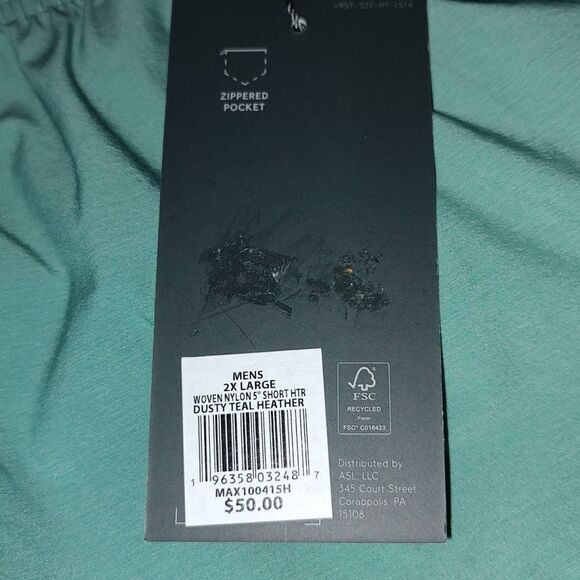 VRST-S22-HT-LS14
ZIPPERED
POCKET
MENS
2X LARGE
WOVEN NYLON 5" SHORT HTR
DUSTY TEAL HEATHER
1 96358 03248 7
MAX100415H
$50.00
FSC
RECYCLED
Paper
FSC® C016423
Distributed by
ASL, LLC
345 Court Street
Coraopolis, PA
15108